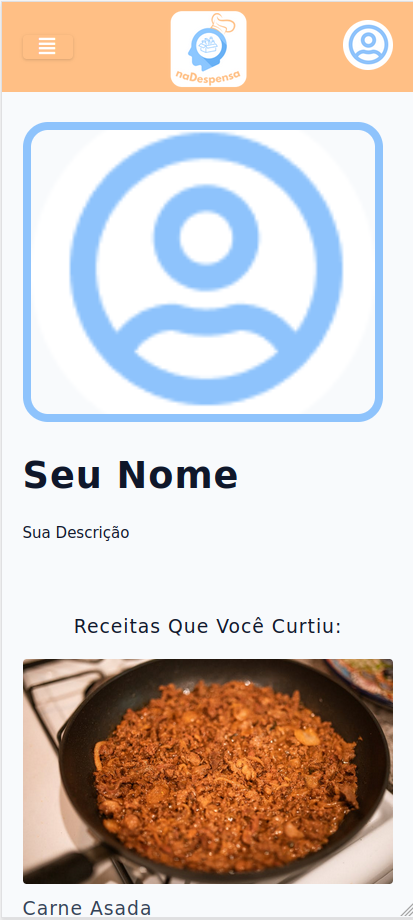 naDespensa
Seu Nome
Sua Descrição
Receitas Que Você Curtiu:
Carne Asada